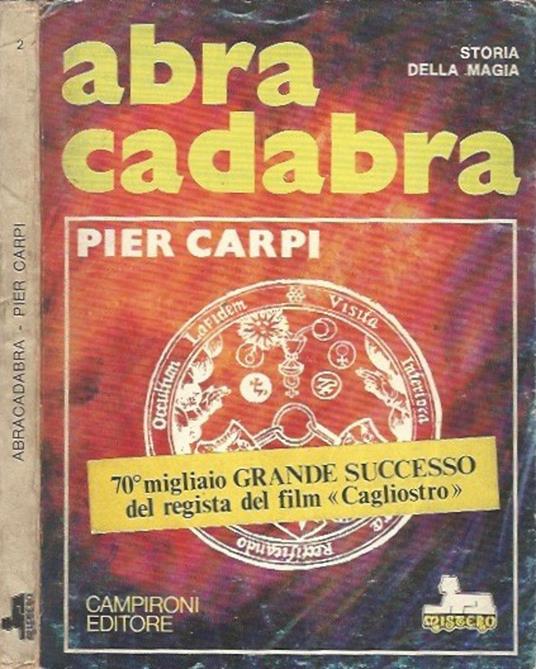 2
ABRACADABRA - PIER CARPI
abra
cadabra
STORIA
DELLA MAGIA
PIER CARPI
Occultum Lapidem Visita Interiora
Rectificando
70° migliaio GRANDE SUCCESSO
del regista del film «Cagliostro»
CAMPIRONI
EDITORE
MISTERO